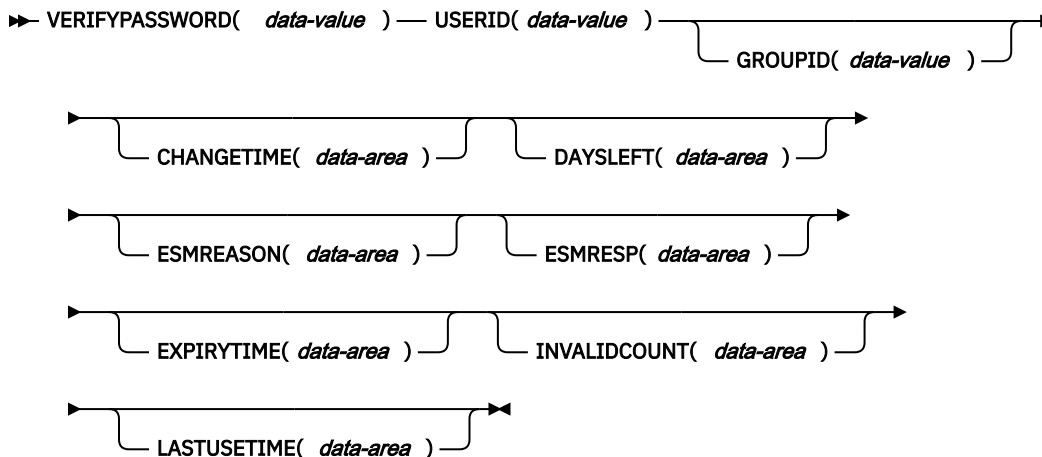 VERIFYPASSWORD( data-value ) USERID( data-value )
GROUPID( data-value )
CHANGETIME( data-area ) DAYSLEFT( data-area )
ESMREASON( data-area ) ESMRESP( data-area )
EXPIRYTIME( data-area ) INVALIDCOUNT( data-area )
LASTUSETIME( data-area )